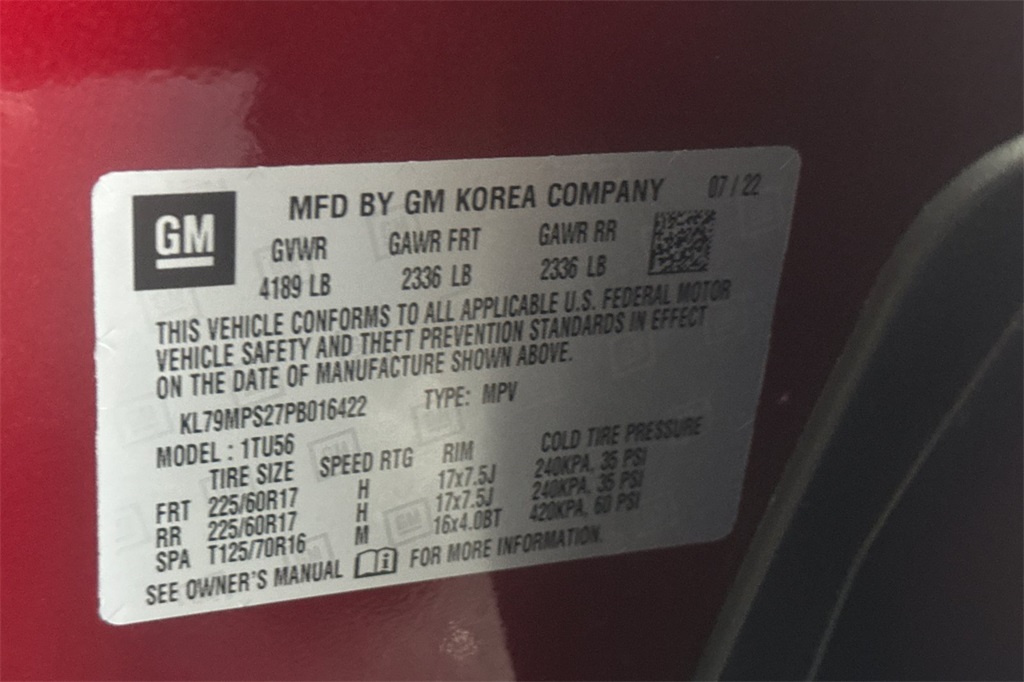 GM
MFD BY GM KOREA COMPANY 07/22
GVWR GAWR FRT GAWR RR
4189 LB 2336 LB 2336 LB
THIS VEHICLE CONFORMS TO ALL APPLICABLE U.S. FEDERAL MOTOR
VEHICLE SAFETY AND THEFT PREVENTION STANDARDS IN EFFECT
ON THE DATE OF MANUFACTURE SHOWN ABOVE.
KL79MPS27PB016422 TYPE: MPV
MODEL : 1TU56
TIRE SIZE SPEED RTG RIM COLD TIRE PRESSURE
FRT 225/60R17 H 17x7.5J 240KPA, 35 PSI
RR 225/60R17 H 17x7.5J 240KPA, 35 PSI
SPA T125/70R16 M 16x4.0BT 420KPA, 60 PSI
SEE OWNER'S MANUAL i FOR MORE INFORMATION.